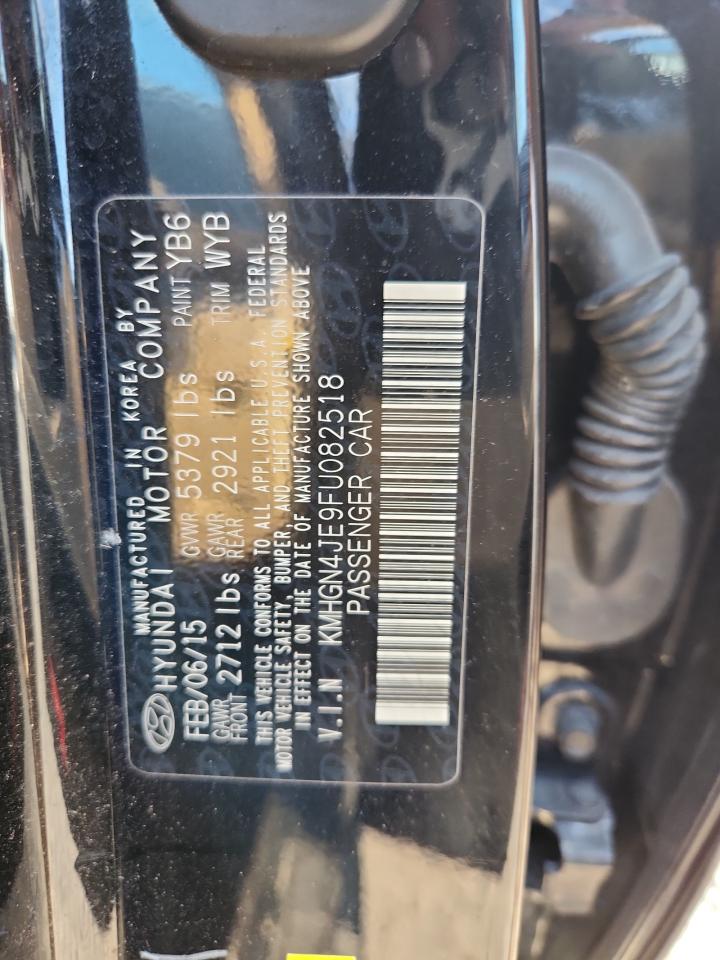 MANUFACTURED IN KOREA BY
HYUNDAI MOTOR COMPANY
FEB/06/15 GVWR 5379 lbs PAINT YB6
GAWR FRONT 2712 lbs GAWR REAR 2921 lbs TRIM WYB
THIS VEHICLE CONFORMS TO ALL APPLICABLE U.S.A. FEDERAL
MOTOR VEHICLE SAFETY, BUMPER, AND THEFT PREVENTION STANDARDS
IN EFFECT ON THE DATE OF MANUFACTURE SHOWN ABOVE
V.I.N KMHGN4JE9FU082518
PASSENGER CAR